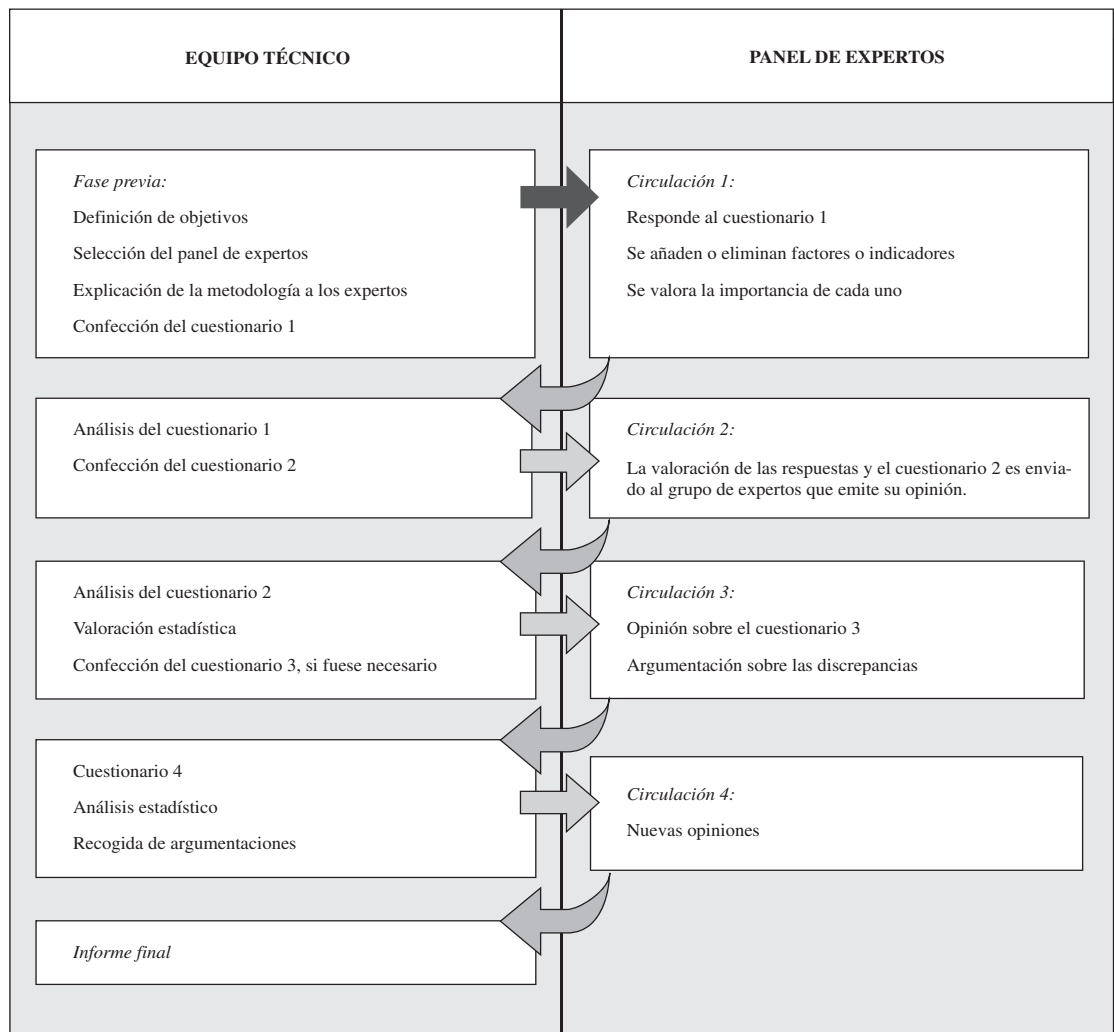 EQUIPO TÉCNICO
PANEL DE EXPERTOS
Fase previa:
Definición de objetivos
Selección del panel de expertos
Explicación de la metodología a los expertos
Confección del cuestionario 1
Circulación 1:
Responde al cuestionario 1
Se añaden o eliminan factores o indicadores
Se valora la importancia de cada uno
Análisis del cuestionario 1
Confección del cuestionario 2
Circulación 2:
La valoración de las respuestas y el cuestionario 2 es envia-
do al grupo de expertos que emite su opinión.
Análisis del cuestionario 2
Valoración estadística
Confección del cuestionario 3, si fuese necesario
Circulación 3:
Opinión sobre el cuestionario 3
Argumentación sobre las discrepancias
Cuestionario 4
Análisis estadístico
Recogida de argumentaciones
Circulación 4:
Nuevas opiniones
Informe final